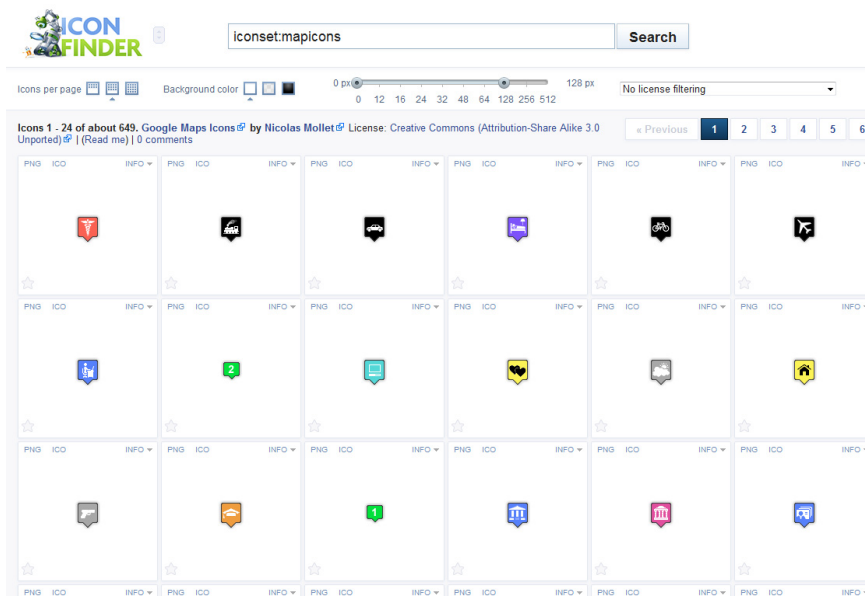 ICON
FINDER
iconset:mapicons
Search
Icons per page
Background color
0 px
128 px
0 12 16 24 32 48 64 128 256 512
No license filtering
Icons 1 - 24 of about 649. Google Maps Icons by Nicolas Mollet License: Creative Commons (Attribution-Share Alike 3.0
Unported) | (Read me) | 0 comments
« Previous 1 2 3 4 5 6
PNG ICO INFO PNG ICO INFO PNG ICO INFO PNG ICO INFO PNG ICO INFO PNG ICO INFO
PNG ICO INFO PNG ICO INFO PNG ICO INFO PNG ICO INFO PNG ICO INFO PNG ICO INFO
2
PNG ICO INFO PNG ICO INFO PNG ICO INFO PNG ICO INFO PNG ICO INFO PNG ICO INFO
1
PNG ICO INFO PNG ICO INFO PNG ICO INFO PNG ICO INFO PNG ICO INFO PNG ICO INFO